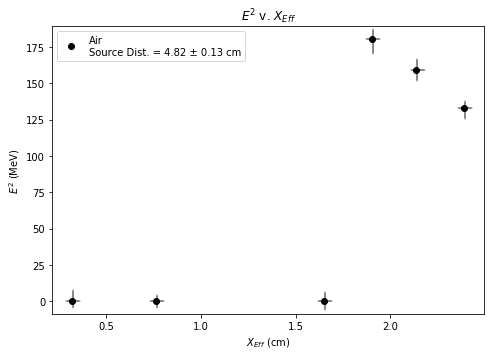 E² v. X_Eff
Air
Source Dist. = 4.82 ± 0.13 cm
E² (MeV)
175
150
125
100
75
50
25
0
0.5 1.0 1.5 2.0
X_Eff (cm)